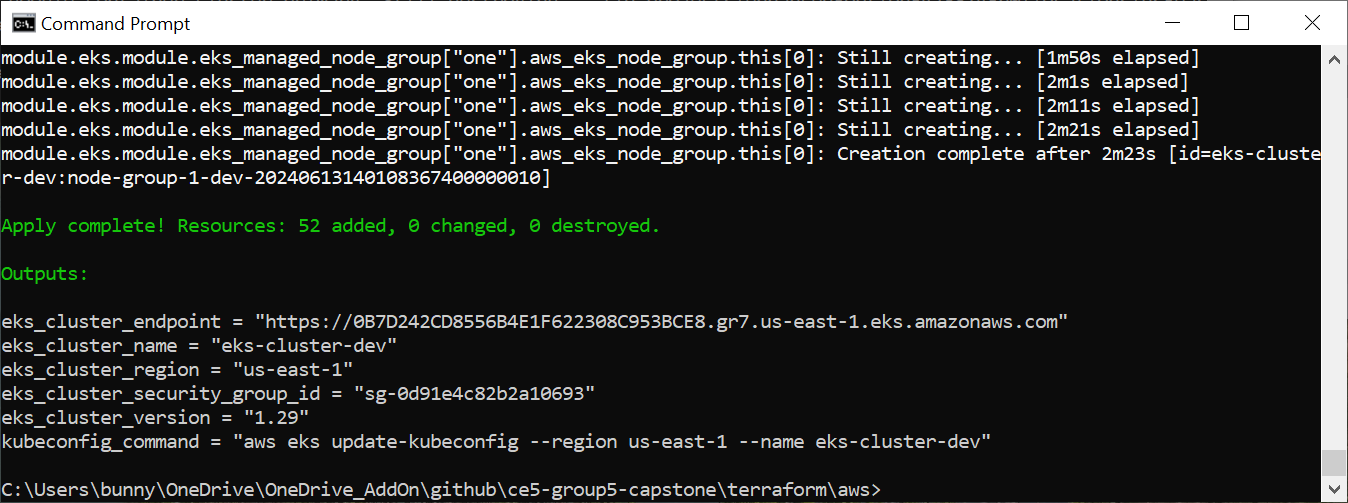 Command Prompt
module.eks.module.eks_managed_node_group["one"].aws_eks_node_group.this[0]: Still creating... [1m50s elapsed]
module.eks.module.eks_managed_node_group["one"].aws_eks_node_group.this[0]: Still creating... [2m1s elapsed]
module.eks.module.eks_managed_node_group["one"].aws_eks_node_group.this[0]: Still creating... [2m11s elapsed]
module.eks.module.eks_managed_node_group["one"].aws_eks_node_group.this[0]: Still creating... [2m21s elapsed]
module.eks.module.eks_managed_node_group["one"].aws_eks_node_group.this[0]: Creation complete after 2m23s [id=eks-cluste
r-dev:node-group-1-dev-20240613140108367400000010]
Apply complete! Resources: 52 added, 0 changed, 0 destroyed.
Outputs:
eks_cluster_endpoint = "https://0B7D242CD8556B4E1F622308C953BCE8.gr7.us-east-1.eks.amazonaws.com"
eks_cluster_name = "eks-cluster-dev"
eks_cluster_region = "us-east-1"
eks_cluster_security_group_id = "sg-0d91e4c82b2a10693"
eks_cluster_version = "1.29"
kubeconfig_command = "aws eks update-kubeconfig --region us-east-1 --name eks-cluster-dev"
C:\Users\bunny\OneDrive\OneDrive_AddOn\github\ce5-group5-capstone\terraform\aws>